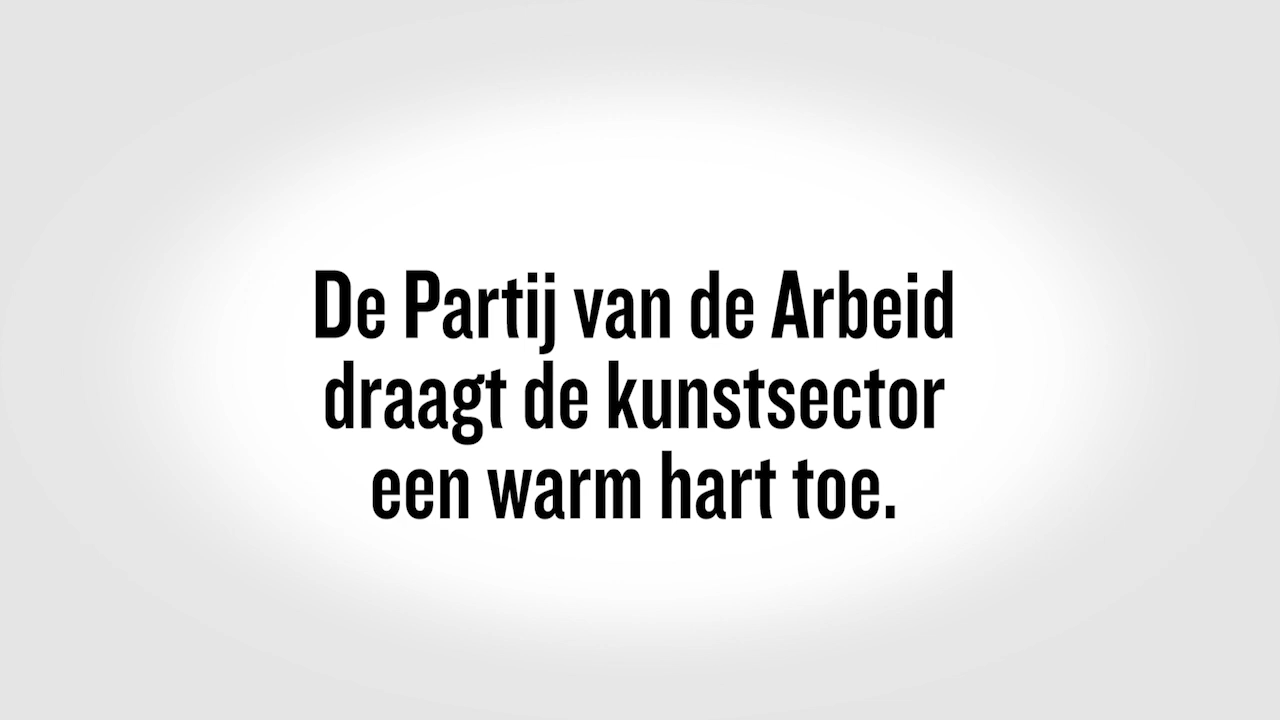 De Partij van de Arbeid
draagt de kunstsector
een warm hart toe.